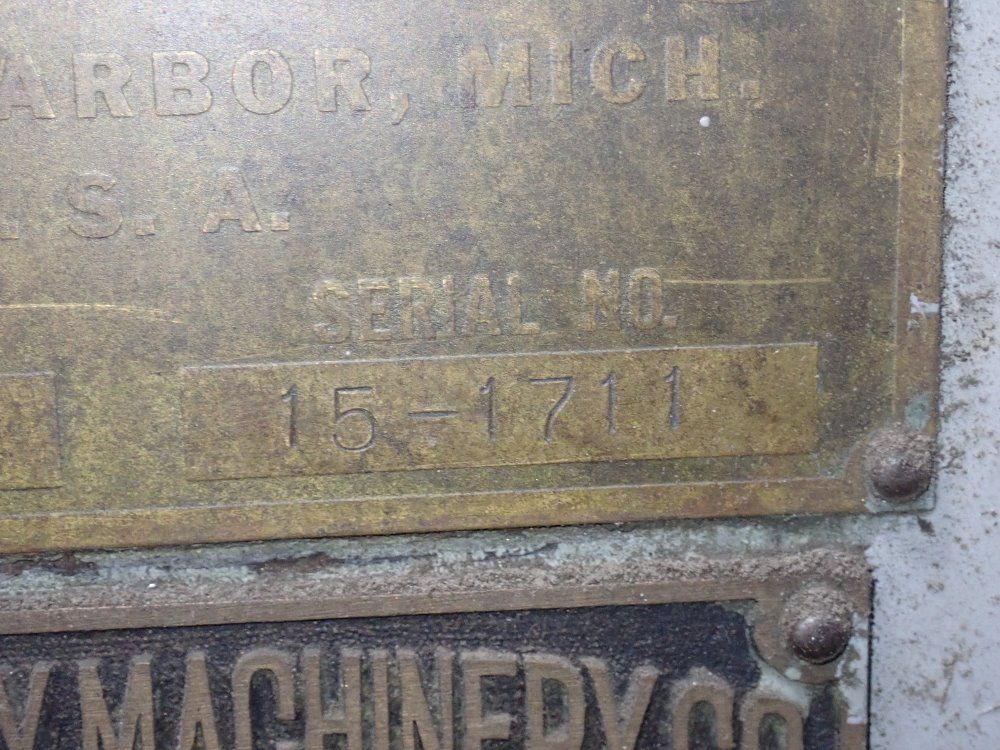 ARBOR, MICH.
. S. A.
SERIAL NO.
15-1711
Y MACHINERY CO.